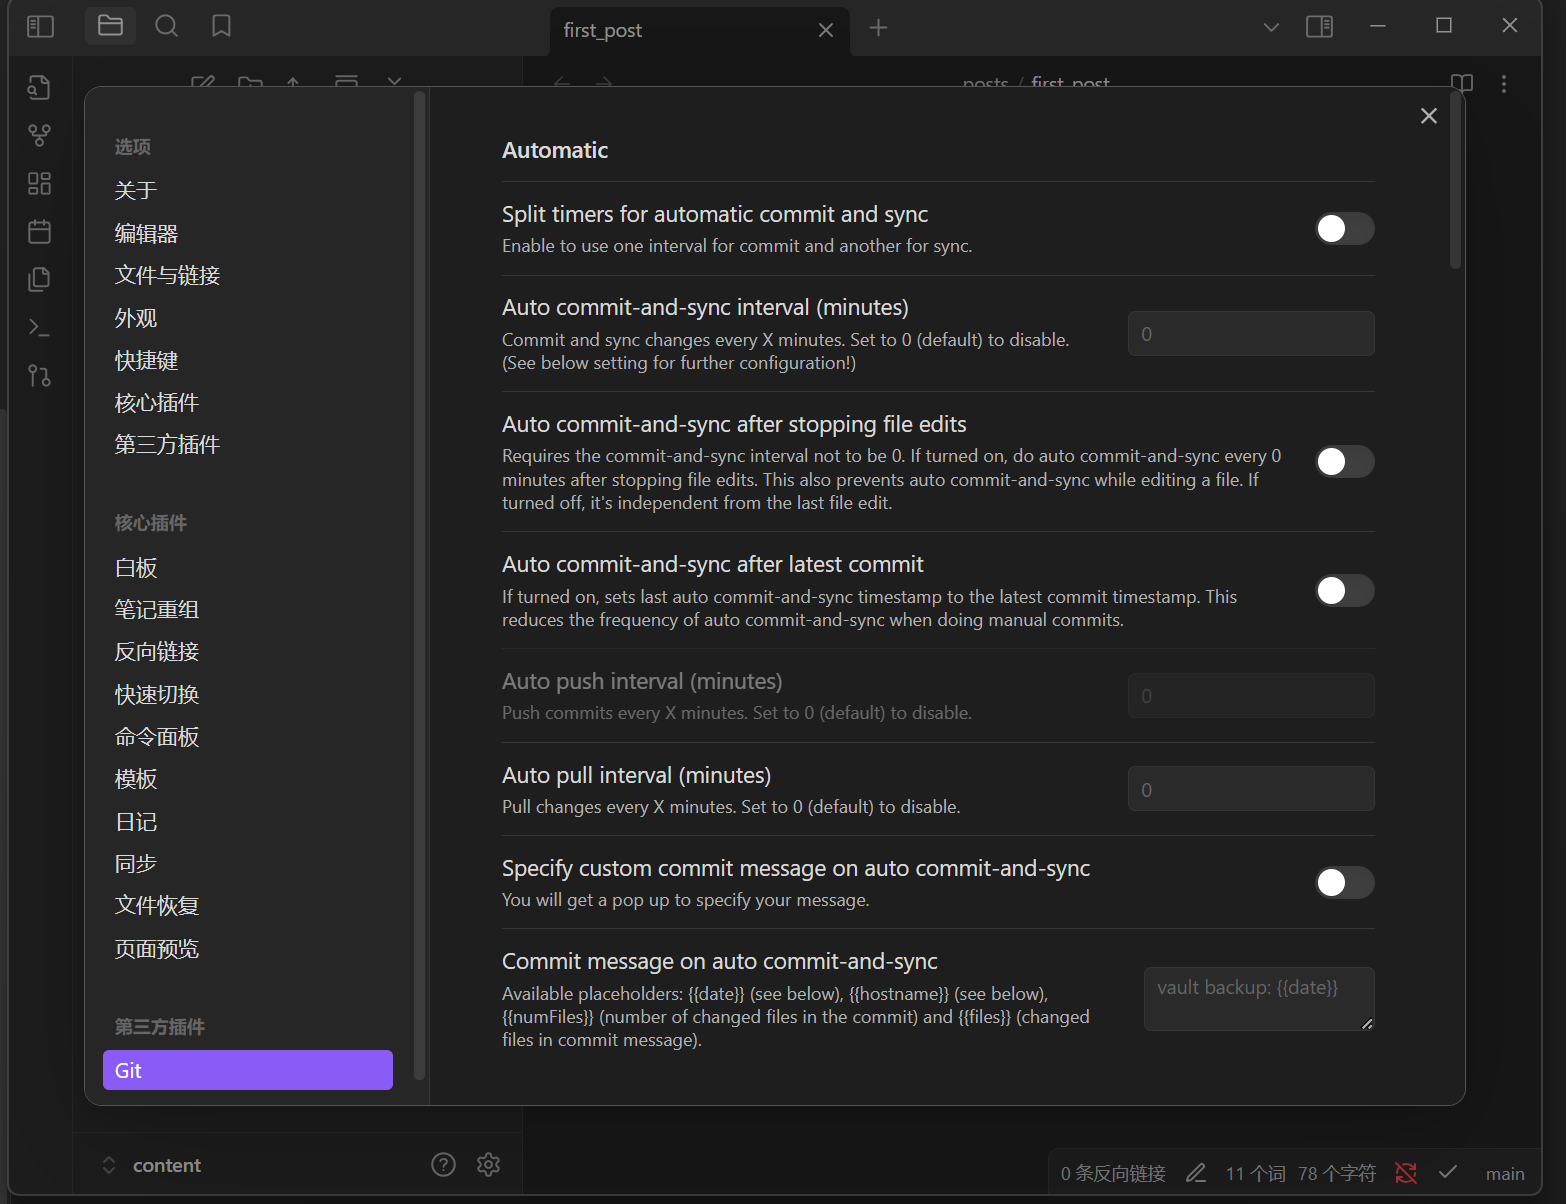 first_post
posts / first_post
选项
关于
编辑器
文件与链接
外观
快捷键
核心插件
第三方插件
核心插件
白板
笔记重组
反向链接
快速切换
命令面板
模板
日记
同步
文件恢复
页面预览
第三方插件
Git
Automatic
Split timers for automatic commit and sync
Enable to use one interval for commit and another for sync.
Auto commit-and-sync interval (minutes)
Commit and sync changes every X minutes. Set to 0 (default) to disable.
(See below setting for further configuration!)
0
Auto commit-and-sync after stopping file edits
Requires the commit-and-sync interval not to be 0. If turned on, do auto commit-and-sync every 0
minutes after stopping file edits. This also prevents auto commit-and-sync while editing a file. If
turned off, it's independent from the last file edit.
Auto commit-and-sync after latest commit
If turned on, sets last auto commit-and-sync timestamp to the latest commit timestamp. This
reduces the frequency of auto commit-and-sync when doing manual commits.
Auto push interval (minutes)
Push commits every X minutes. Set to 0 (default) to disable.
0
Auto pull interval (minutes)
Pull changes every X minutes. Set to 0 (default) to disable.
0
Specify custom commit message on auto commit-and-sync
You will get a pop up to specify your message.
Commit message on auto commit-and-sync
Available placeholders: {{date}} (see below), {{hostname}} (see below),
{{numFiles}} (number of changed files in the commit) and {{files}} (changed
files in commit message).
vault backup: {{date}}
content
0 条反向链接 11 个词 78 个字符 main